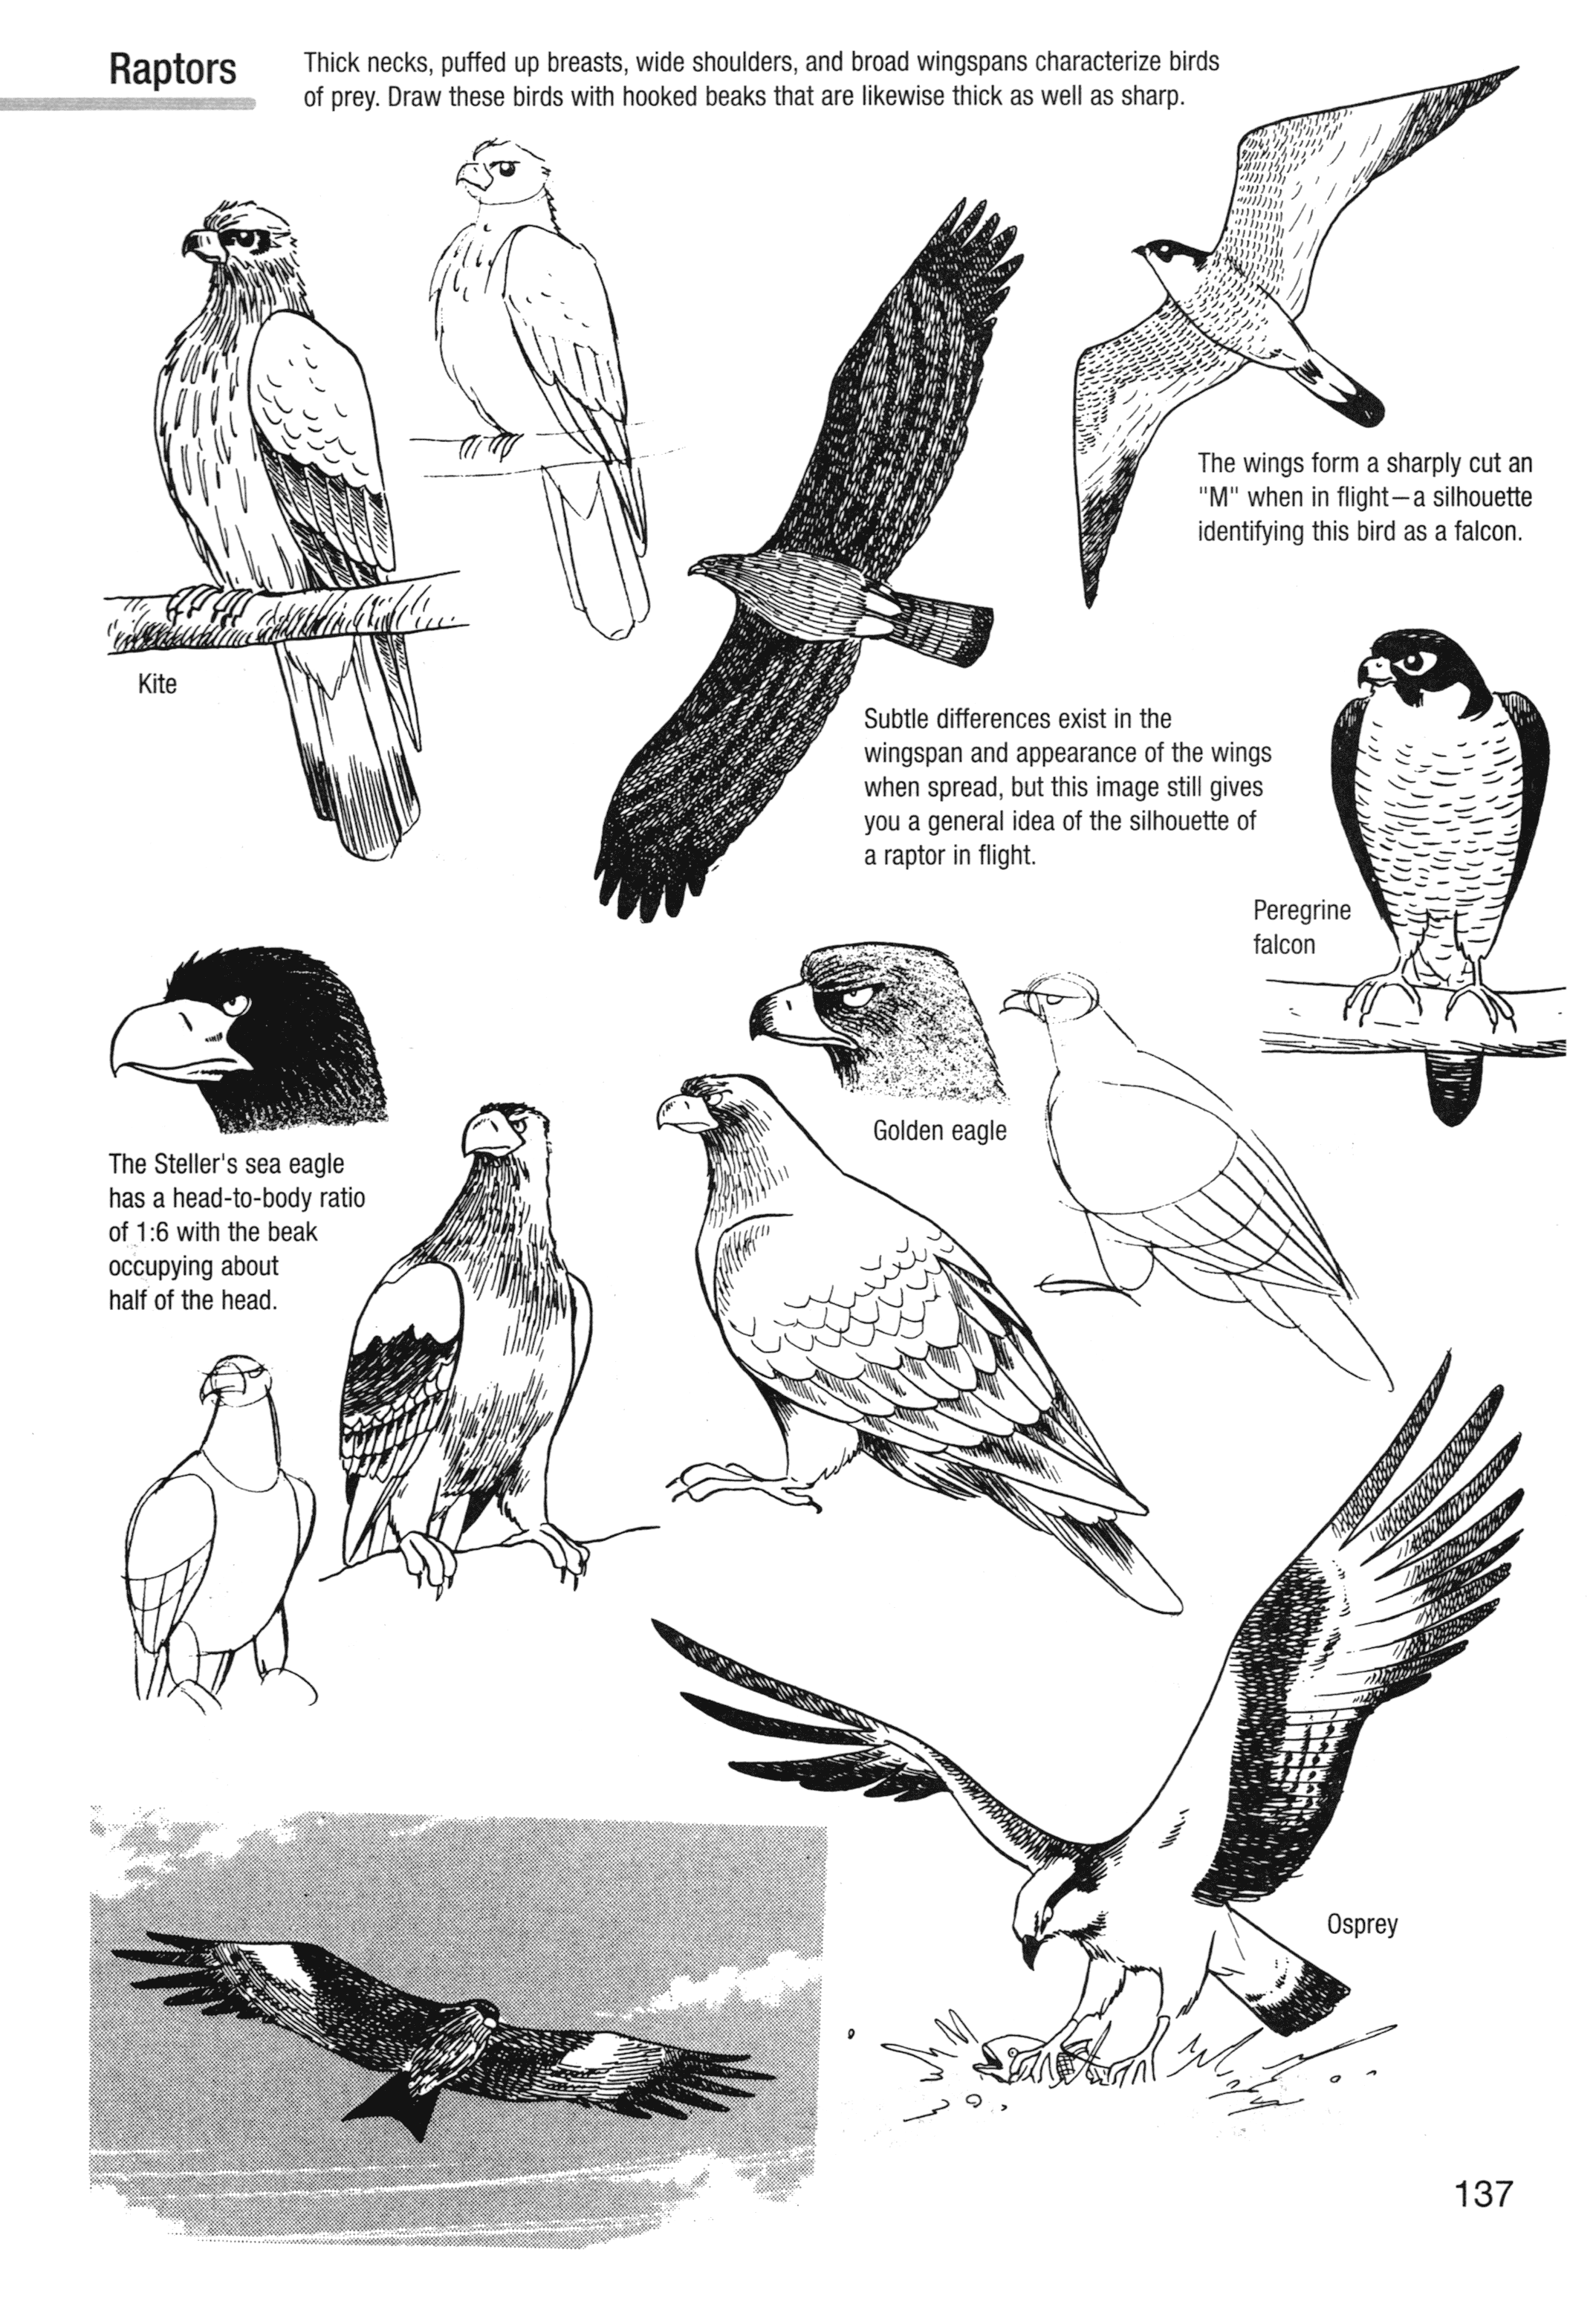 Raptors
Thick necks, puffed up breasts, wide shoulders, and broad wingspans characterize birds
of prey. Draw these birds with hooked beaks that are likewise thick as well as sharp.
The wings form a sharply cut an
"M" when in flight—a silhouette
identifying this bird as a falcon.
Kite
Subtle differences exist in the
wingspan and appearance of the wings
when spread, but this image still gives
you a general idea of the silhouette of
a raptor in flight.
Peregrine
falcon
Golden eagle
The Steller's sea eagle
has a head-to-body ratio
of 1:6 with the beak
occupying about
half of the head.
Osprey
137